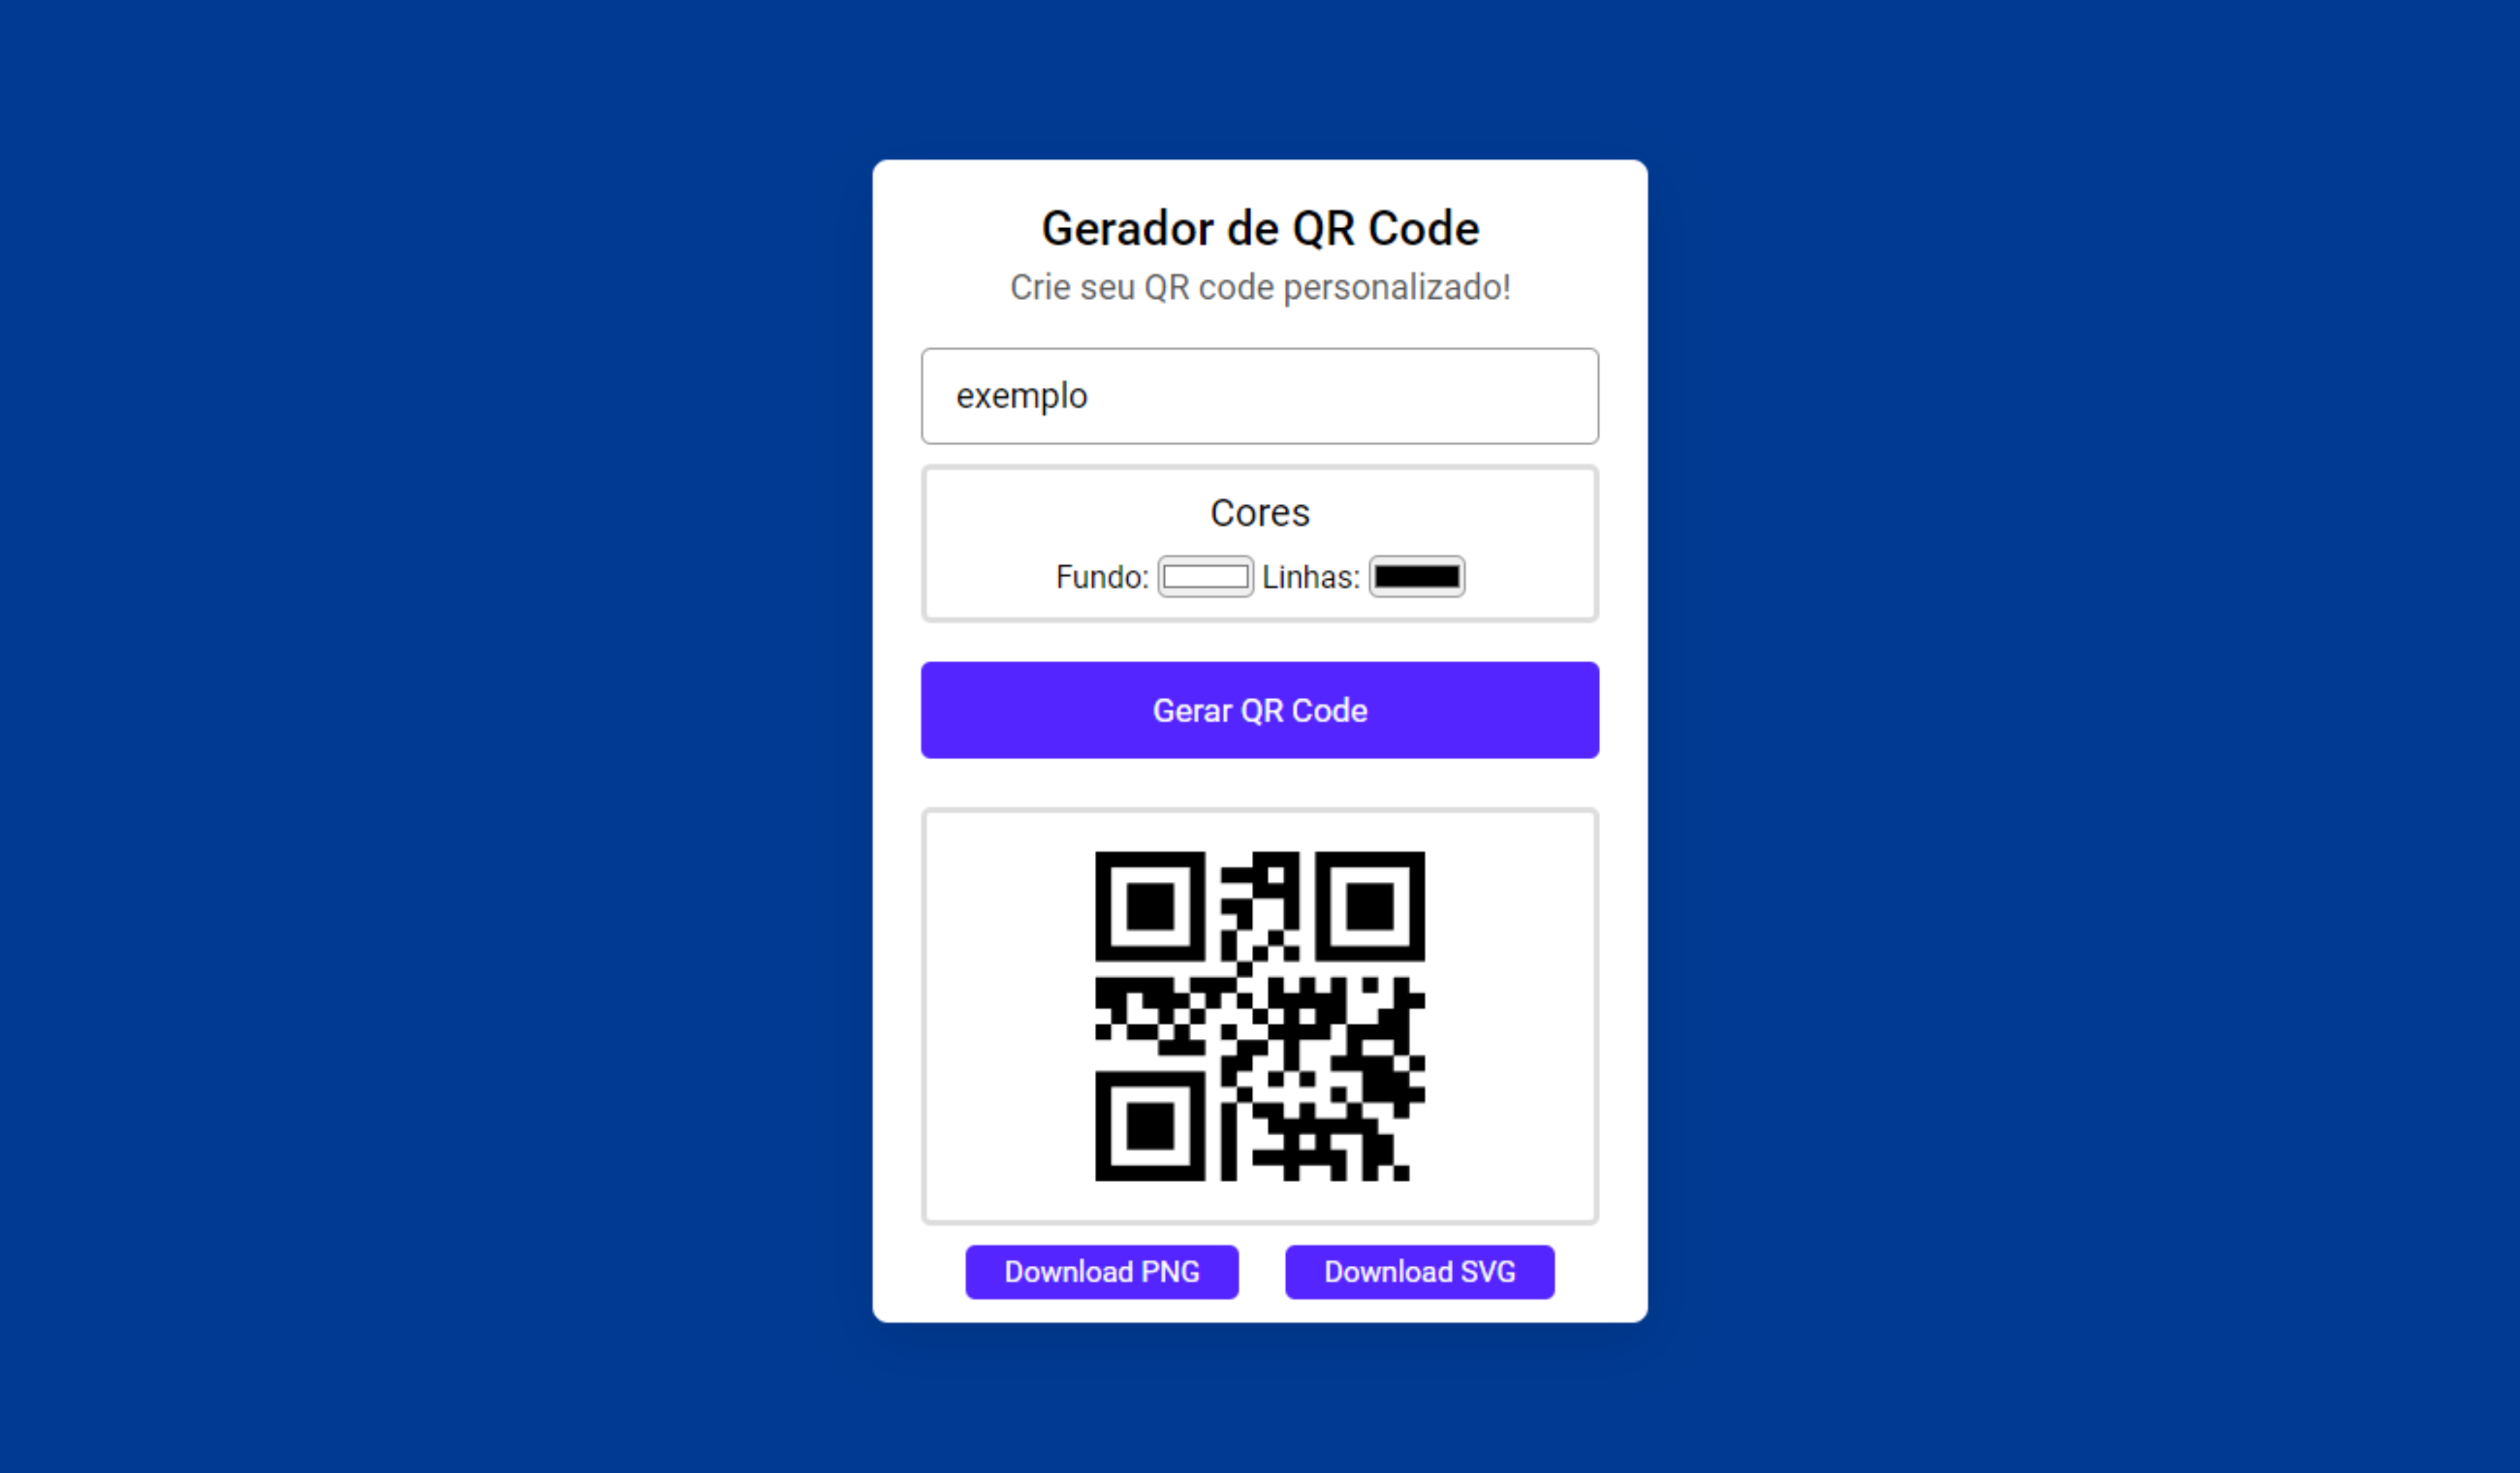 Gerador de QR Code
Crie seu QR code personalizado!
exemplo
Cores
Fundo: Linhas:
Gerar QR Code
Download PNG Download SVG